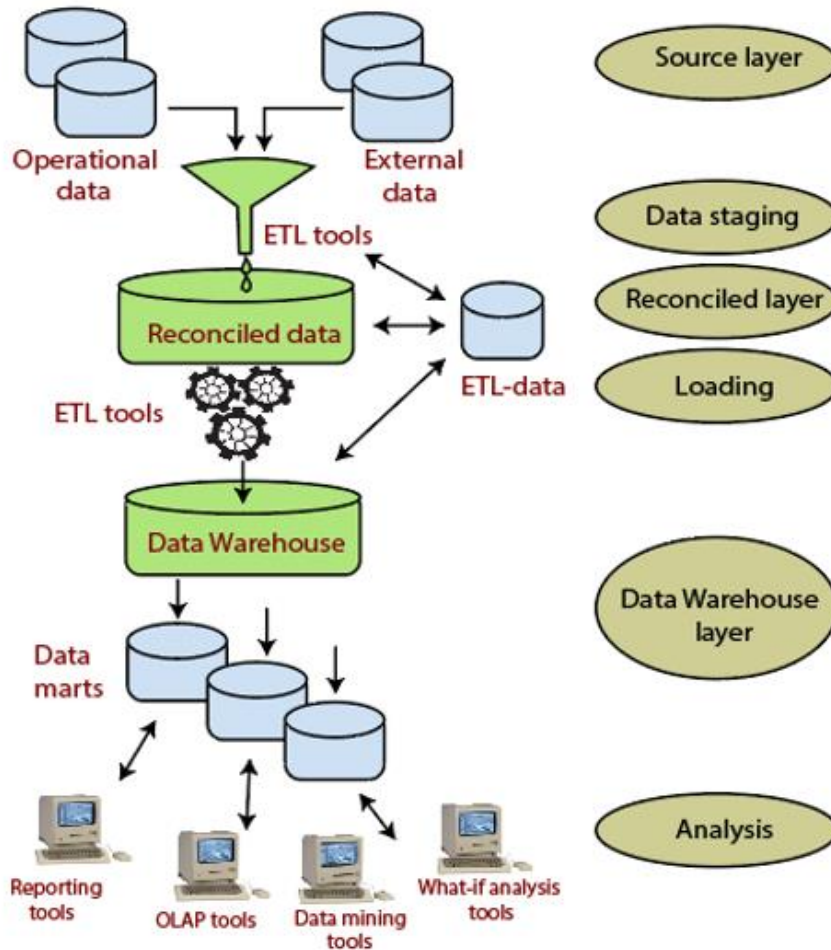 Source layer
Operational
data
External
data
Data staging
ETL tools
Reconciled layer
Reconciled data
ETL-data
Loading
ETL tools
Data Warehouse
Data Warehouse
layer
Data
marts
Analysis
Reporting
tools
OLAP tools
Data mining
tools
What-if analysis
tools